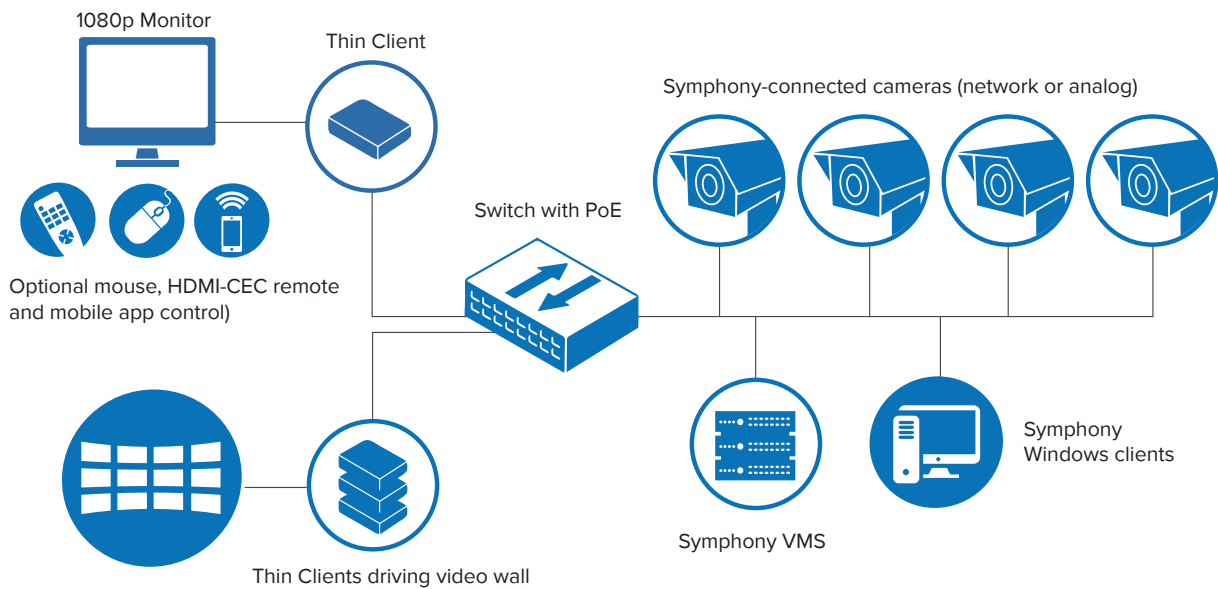 1080p Monitor
Thin Client
Symphony-connected cameras (network or analog)
Switch with PoE
Optional mouse, HDMI-CEC remote
and mobile app control)
Symphony
Windows clients
Symphony VMS
Thin Clients driving video wall